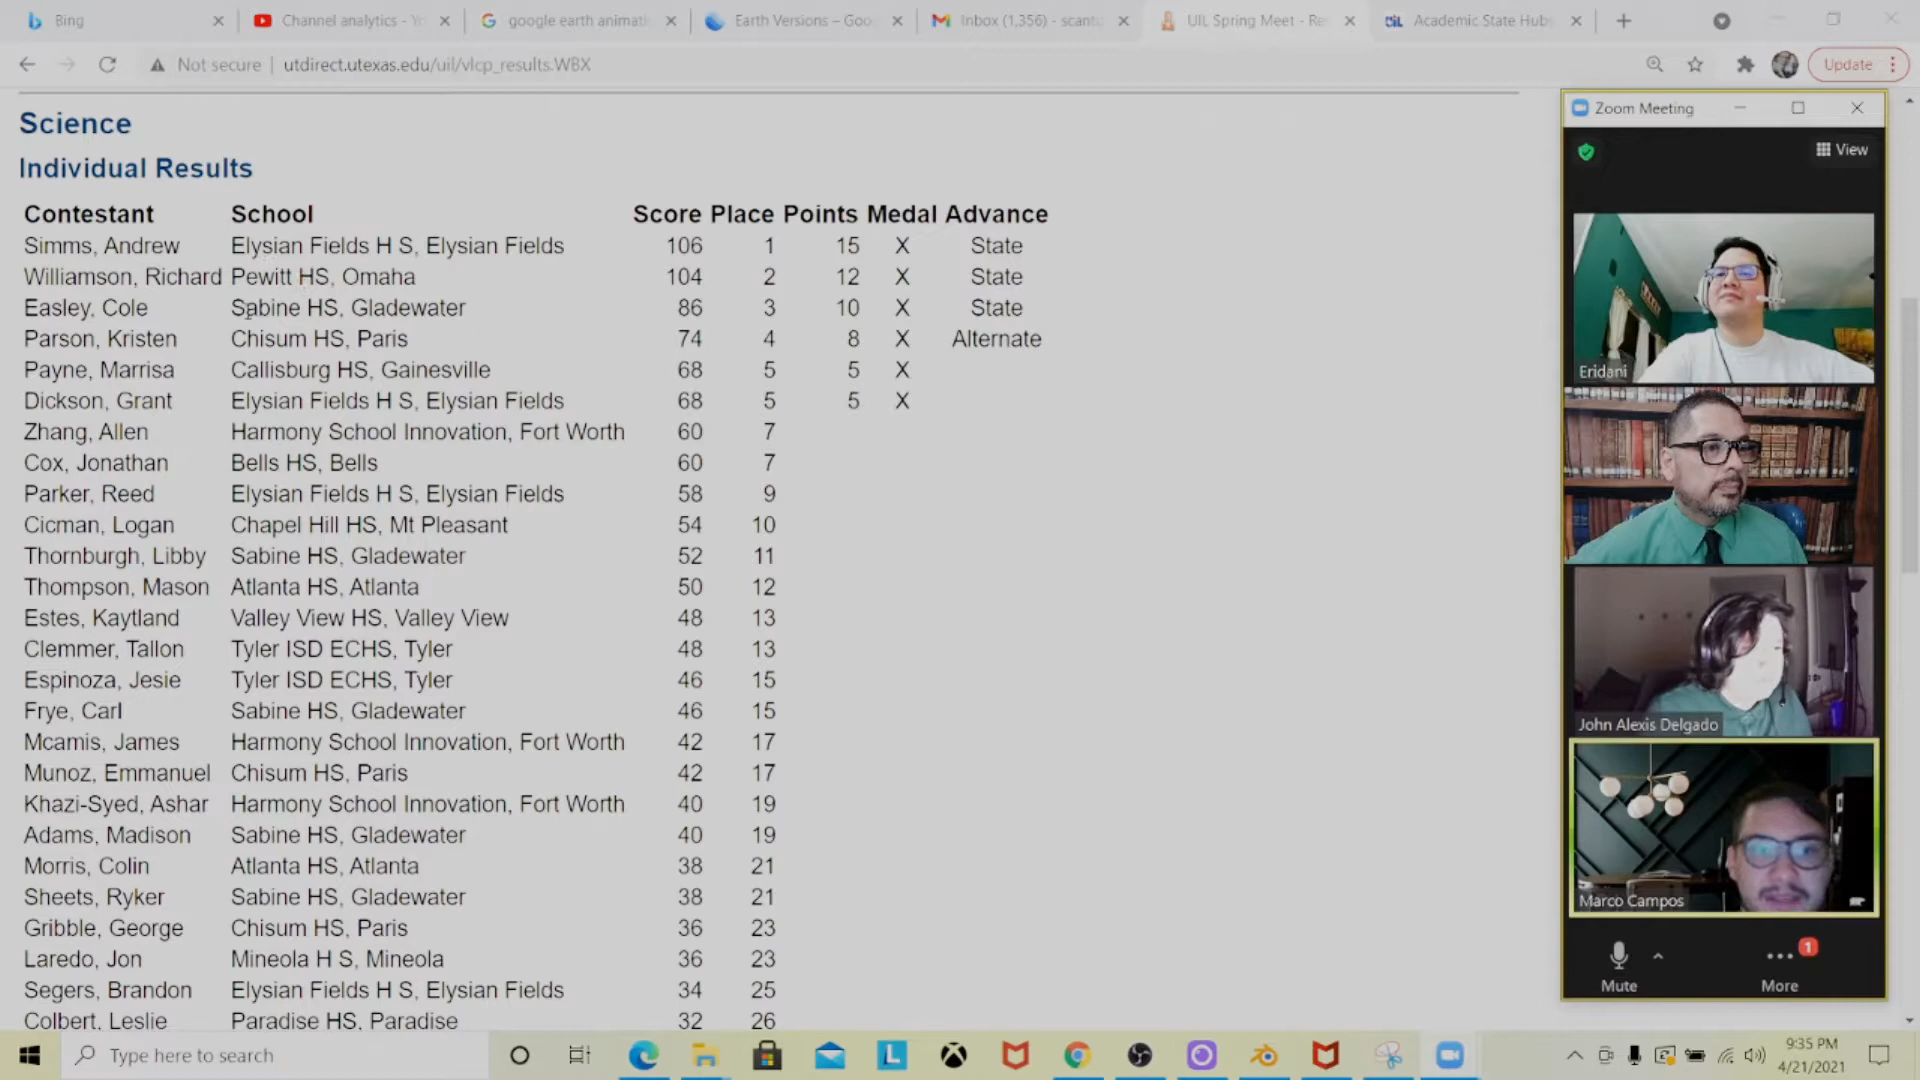 Bing
Channel analytics - Yo
google earth animati
Earth Versions – Goo
Inbox (1,356) - scant
UIL Spring Meet - Re
Academic State Hub
Not secure | utdirect.utexas.edu/uil/vlcp_results.WBX
Update
Science
Individual Results
Contestant School Score Place Points Medal Advance
Simms, Andrew Elysian Fields H S, Elysian Fields 106 1 15 X State
Williamson, Richard Pewitt HS, Omaha 104 2 12 X State
Easley, Cole Sabine HS, Gladewater 86 3 10 X State
Parson, Kristen Chisum HS, Paris 74 4 8 X Alternate
Payne, Marrisa Callisburg HS, Gainesville 68 5 5 X
Dickson, Grant Elysian Fields H S, Elysian Fields 68 5 5 X
Zhang, Allen Harmony School Innovation, Fort Worth 60 7
Cox, Jonathan Bells HS, Bells 60 7
Parker, Reed Elysian Fields H S, Elysian Fields 58 9
Cicman, Logan Chapel Hill HS, Mt Pleasant 54 10
Thornburgh, Libby Sabine HS, Gladewater 52 11
Thompson, Mason Atlanta HS, Atlanta 50 12
Estes, Kaytland Valley View HS, Valley View 48 13
Clemmer, Tallon Tyler ISD ECHS, Tyler 48 13
Espinoza, Jesie Tyler ISD ECHS, Tyler 46 15
Frye, Carl Sabine HS, Gladewater 46 15
Mcamis, James Harmony School Innovation, Fort Worth 42 17
Munoz, Emmanuel Chisum HS, Paris 42 17
Khazi-Syed, Ashar Harmony School Innovation, Fort Worth 40 19
Adams, Madison Sabine HS, Gladewater 40 19
Morris, Colin Atlanta HS, Atlanta 38 21
Sheets, Ryker Sabine HS, Gladewater 38 21
Gribble, George Chisum HS, Paris 36 23
Laredo, Jon Mineola H S, Mineola 36 23
Segers, Brandon Elysian Fields H S, Elysian Fields 34 25
Colbert, Leslie Paradise HS, Paradise 32 26
Zoom Meeting
View
Eridani
John Alexis Delgado
Marco Campos
1
Mute
More
Type here to search
L
9:35 PM
4/21/2021